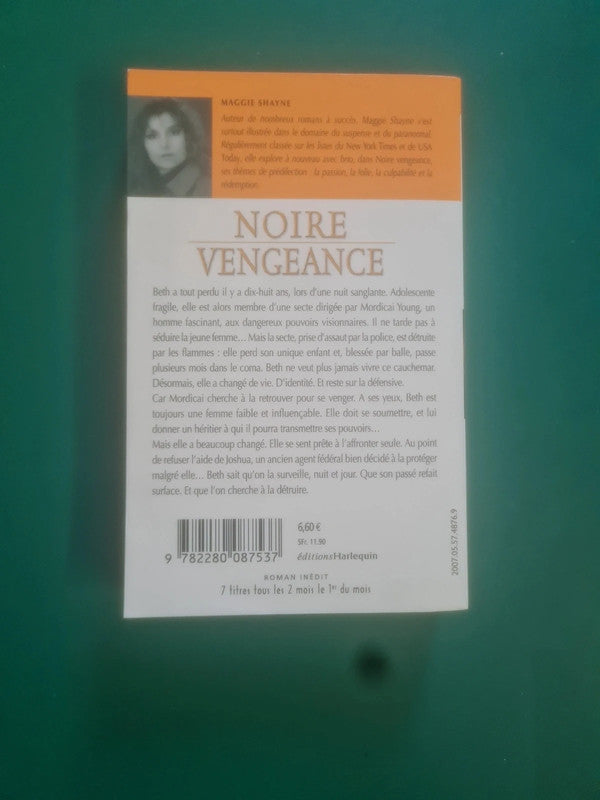 MAGGIE SHAYNE
Auteur de nombreux romans à succès, Maggie Shayne s'est
surtout illustrée dans le domaine du suspense et du paranormal.
Régulièrement classée sur les listes du New York Times et de USA
Today, elle explore à nouveau avec brio, dans Noire vengeance,
ses thèmes de prédilection : la passion, la folie, la culpabilité et la
rédemption.
NOIRE
VENGEANCE
Beth a tout perdu il y a dix-huit ans, lors d'une nuit sanglante. Adolescente
fragile, elle est alors membre d'une secte dirigée par Mordicai Young, un
homme fascinant, aux dangereux pouvoirs visionnaires. Il ne tarde pas à
séduire la jeune femme... Mais la secte, prise d'assaut par la police, est détruite
par les flammes : elle perd son unique enfant et, blessée par balle, passe
plusieurs mois dans le coma. Beth ne veut plus jamais vivre ce cauchemar.
Désormais, elle a changé de vie. D'identité. Et reste sur la défensive.
Car Mordicai cherche à la retrouver pour se venger. A ses yeux, Beth est
toujours une femme faible et influençable. Elle doit se soumettre, et lui
donner un héritier à qui il pourra transmettre ses pouvoirs...
Mais elle a beaucoup changé. Elle se sent prête à l'affronter seule. Au point
de refuser l'aide de Joshua, un ancien agent fédéral bien décidé à la protéger
malgré elle... Beth sait qu'on la surveille, nuit et jour. Que son passé refait
surface. Et que l'on cherche à la détruire.
9 782280 087537
6,60 €
SFr. 11.90
éditionsHarlequin
ROMAN INÉDIT
7 titres tous les 2 mois le 1er du mois
2007.05.57.4876.9